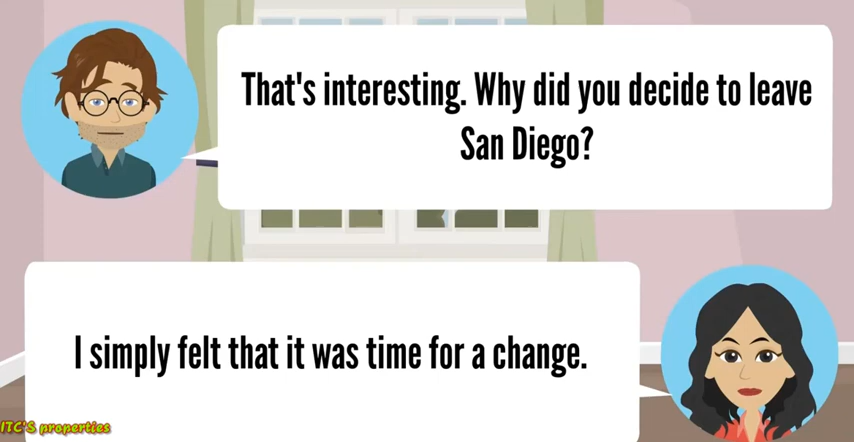 That's interesting. Why did you decide to leave
San Diego?
I simply felt that it was time for a change.
ITC'S properties